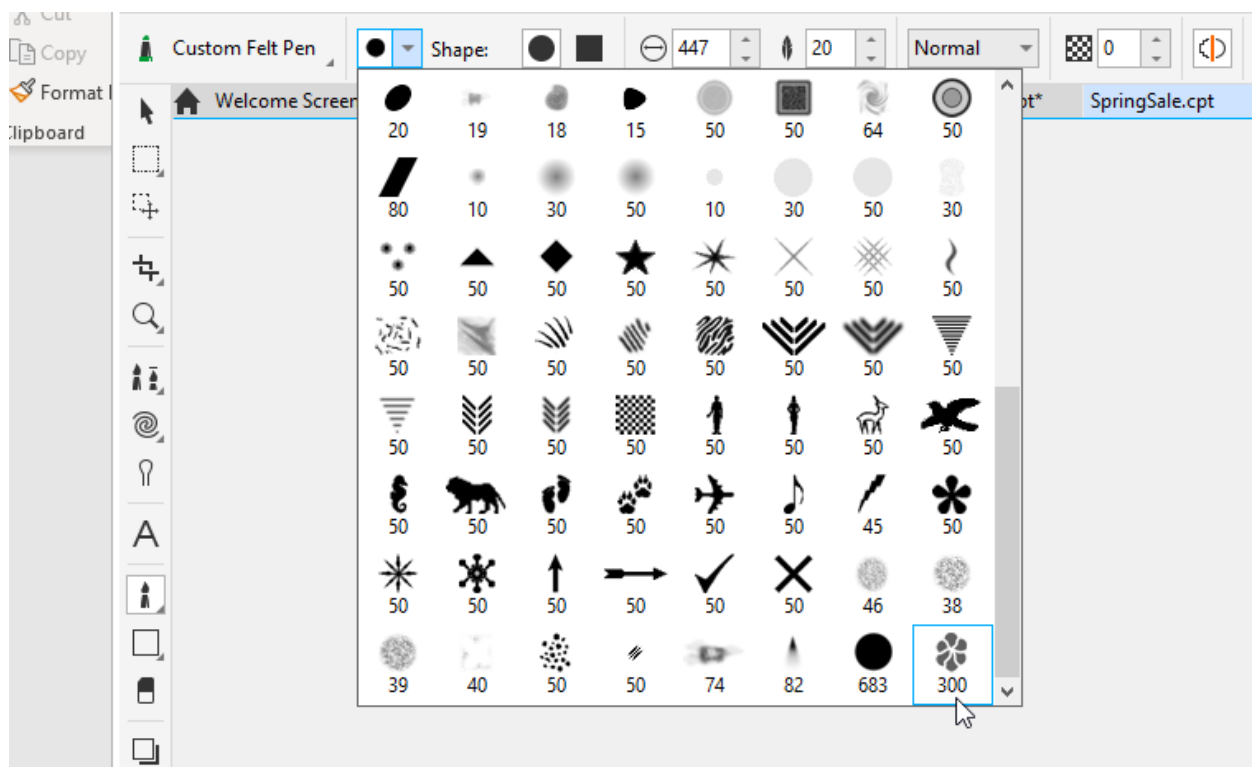 Cut
Copy
Format
Clipboard
Custom Felt Pen
Shape:
447
20
Normal
0
Welcome Screen
pt*
SpringSale.cpt
20 19 18 15 50 50 64 50
80 10 30 50 10 30 50 30
50 50 50 50 50 50 50 50
50 50 50 50 50 50 50 50
50 50 50 50 50 50 50 50
50 50 50 50 50 50 45 50
50 50 50 50 50 50 46 38
39 40 50 50 74 82 683 300